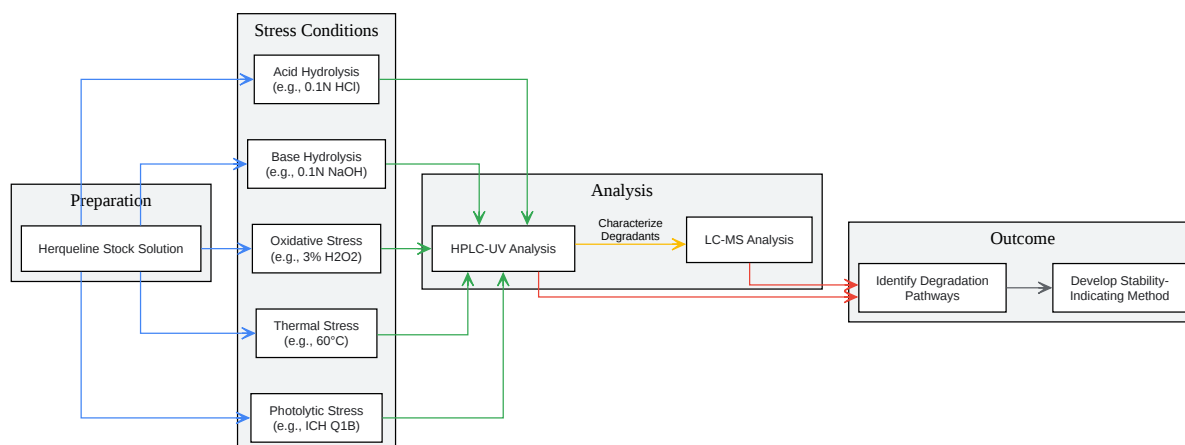 Stress Conditions
Acid Hydrolysis
(e.g., 0.1N HCl)
Base Hydrolysis
(e.g., 0.1N NaOH)
Preparation
Herqueline Stock Solution
Oxidative Stress
(e.g., 3% H2O2)
Thermal Stress
(e.g., 60°C)
Photolytic Stress
(e.g., ICH Q1B)
Analysis
HPLC-UV Analysis
Characterize
Degradants
LC-MS Analysis
Outcome
Identify Degradation
Pathways
Develop Stability-
Indicating Method